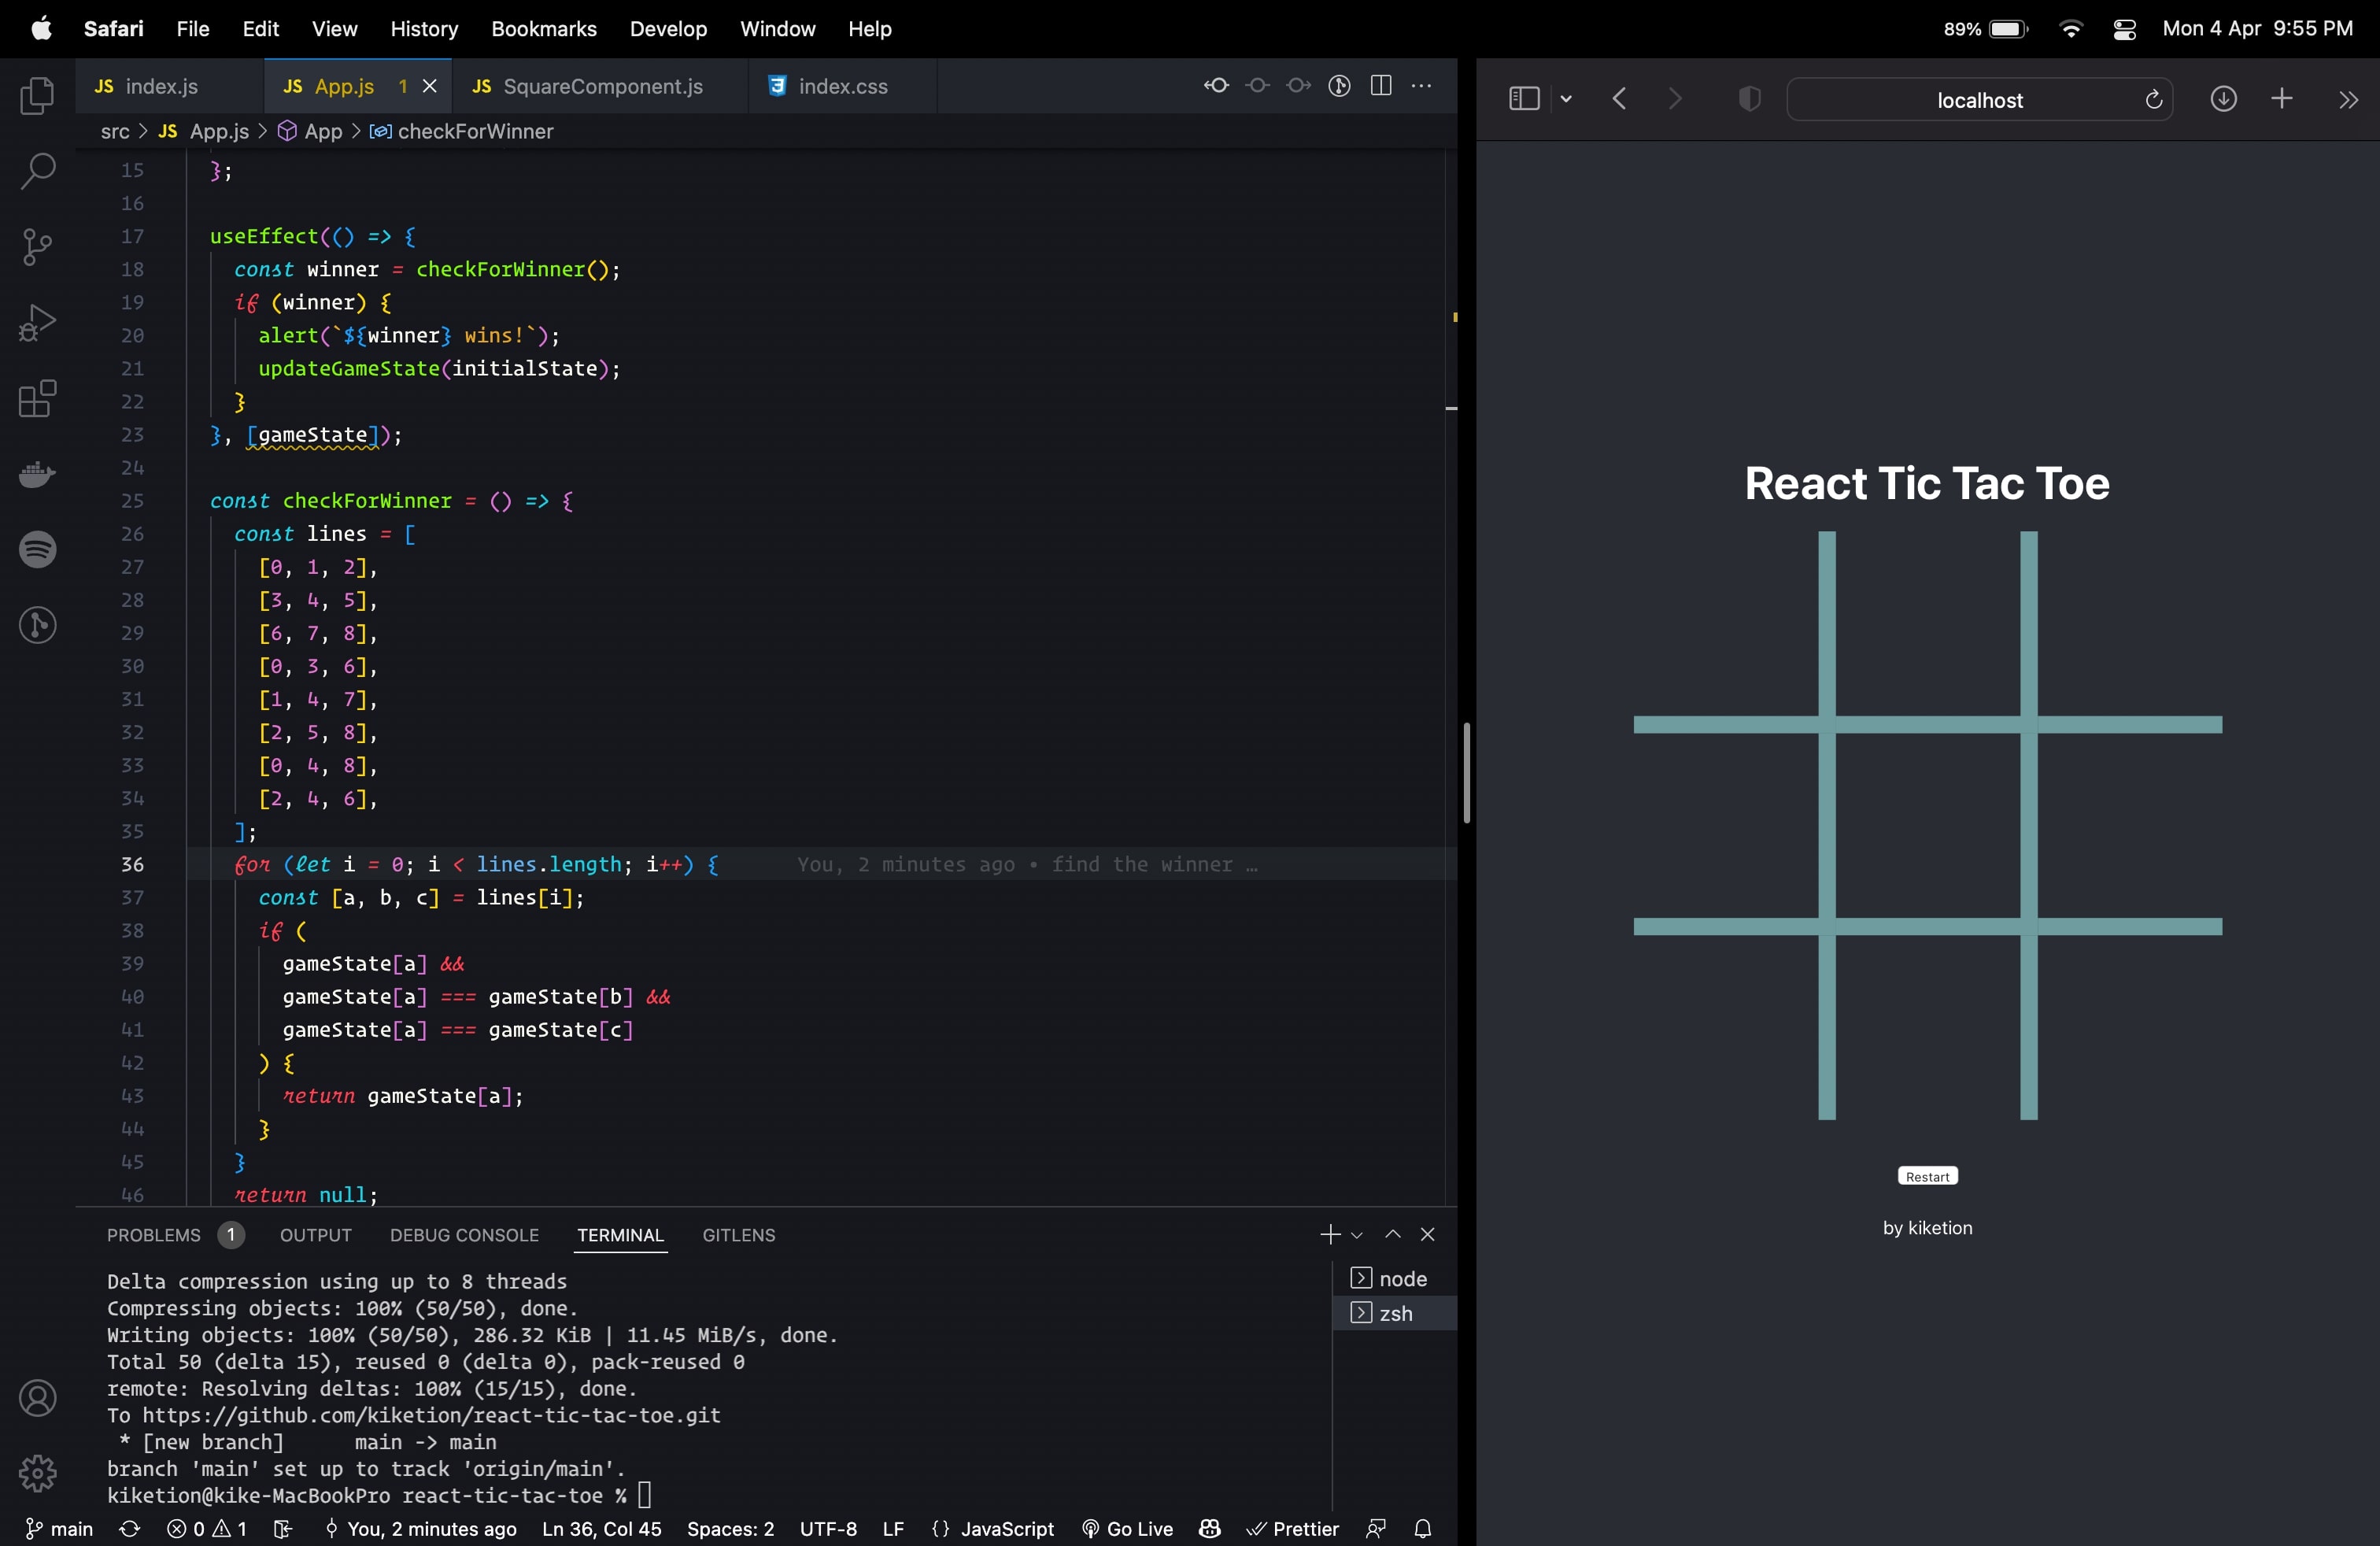 Safari File Edit View History Bookmarks Develop Window Help 89% Mon 4 Apr 9:55 PM
JS index.js JS App.js 1 JS SquareComponent.js index.css
src > JS App.js > App > checkForWinner
15 };
16
17 useEffect(() => {
18 const winner = checkForWinner();
19 if (winner) {
20 alert(`${winner} wins!`);
21 updateGameState(initialState);
22 }
23 }, [gameState]);
24
25 const checkForWinner = () => {
26 const lines = [
27 [0, 1, 2],
28 [3, 4, 5],
29 [6, 7, 8],
30 [0, 3, 6],
31 [1, 4, 7],
32 [2, 5, 8],
33 [0, 4, 8],
34 [2, 4, 6],
35 ];
36 for (let i = 0; i < lines.length; i++) { You, 2 minutes ago • find the winner …
37 const [a, b, c] = lines[i];
38 if (
39 gameState[a] &&
40 gameState[a] === gameState[b] &&
41 gameState[a] === gameState[c]
42 ) {
43 return gameState[a];
44 }
45 }
46 return null;
PROBLEMS 1 OUTPUT DEBUG CONSOLE TERMINAL GITLENS
Delta compression using up to 8 threads
Compressing objects: 100% (50/50), done.
Writing objects: 100% (50/50), 286.32 KiB | 11.45 MiB/s, done.
Total 50 (delta 15), reused 0 (delta 0), pack-reused 0
remote: Resolving deltas: 100% (15/15), done.
To https://github.com/kiketion/react-tic-tac-toe.git
* [new branch] main -> main
branch 'main' set up to track 'origin/main'.
kiketion@kike-MacBookPro react-tic-tac-toe %
node
zsh
main 0 1 You, 2 minutes ago Ln 36, Col 45 Spaces: 2 UTF-8 LF {} JavaScript Go Live Prettier
localhost
React Tic Tac Toe
Restart
by kiketion